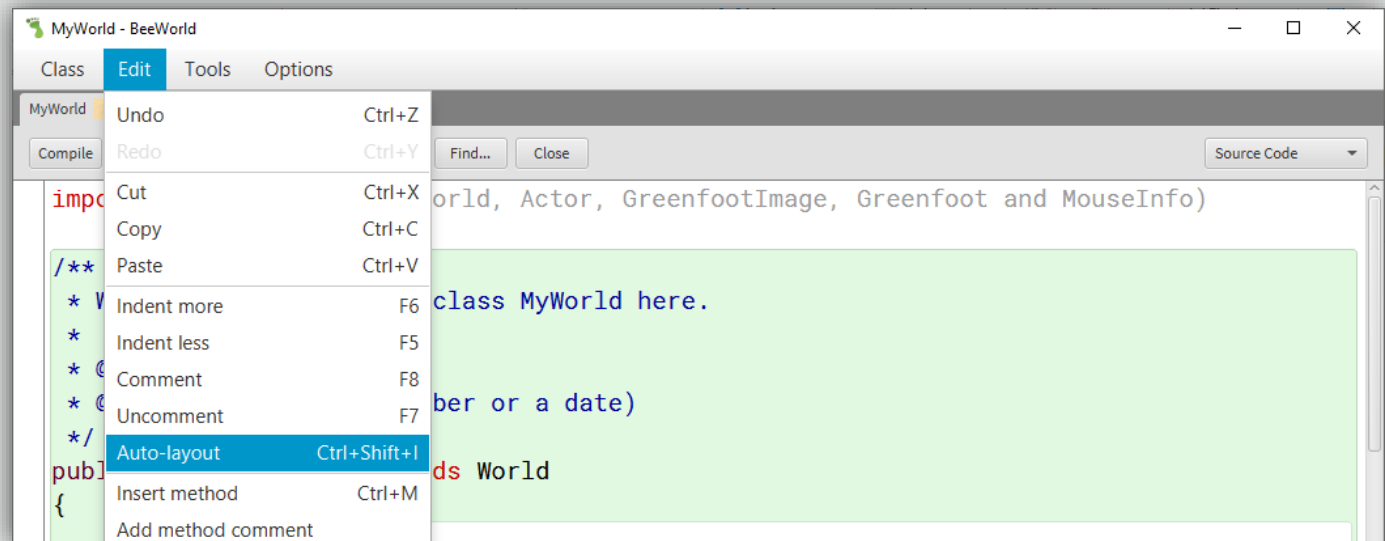 MyWorld - BeeWorld
Class Edit Tools Options
MyWorld
Compile Find... Close Source Code
Undo Ctrl+Z
Redo Ctrl+Y
Cut Ctrl+X
Copy Ctrl+C
Paste Ctrl+V
Indent more F6
Indent less F5
Comment F8
Uncomment F7
Auto-layout Ctrl+Shift+I
Insert method Ctrl+M
Add method comment
orld, Actor, GreenfootImage, Greenfoot and MouseInfo)
/**
* class MyWorld here.
*
* @
* ber or a date)
*/
publ ds World
{